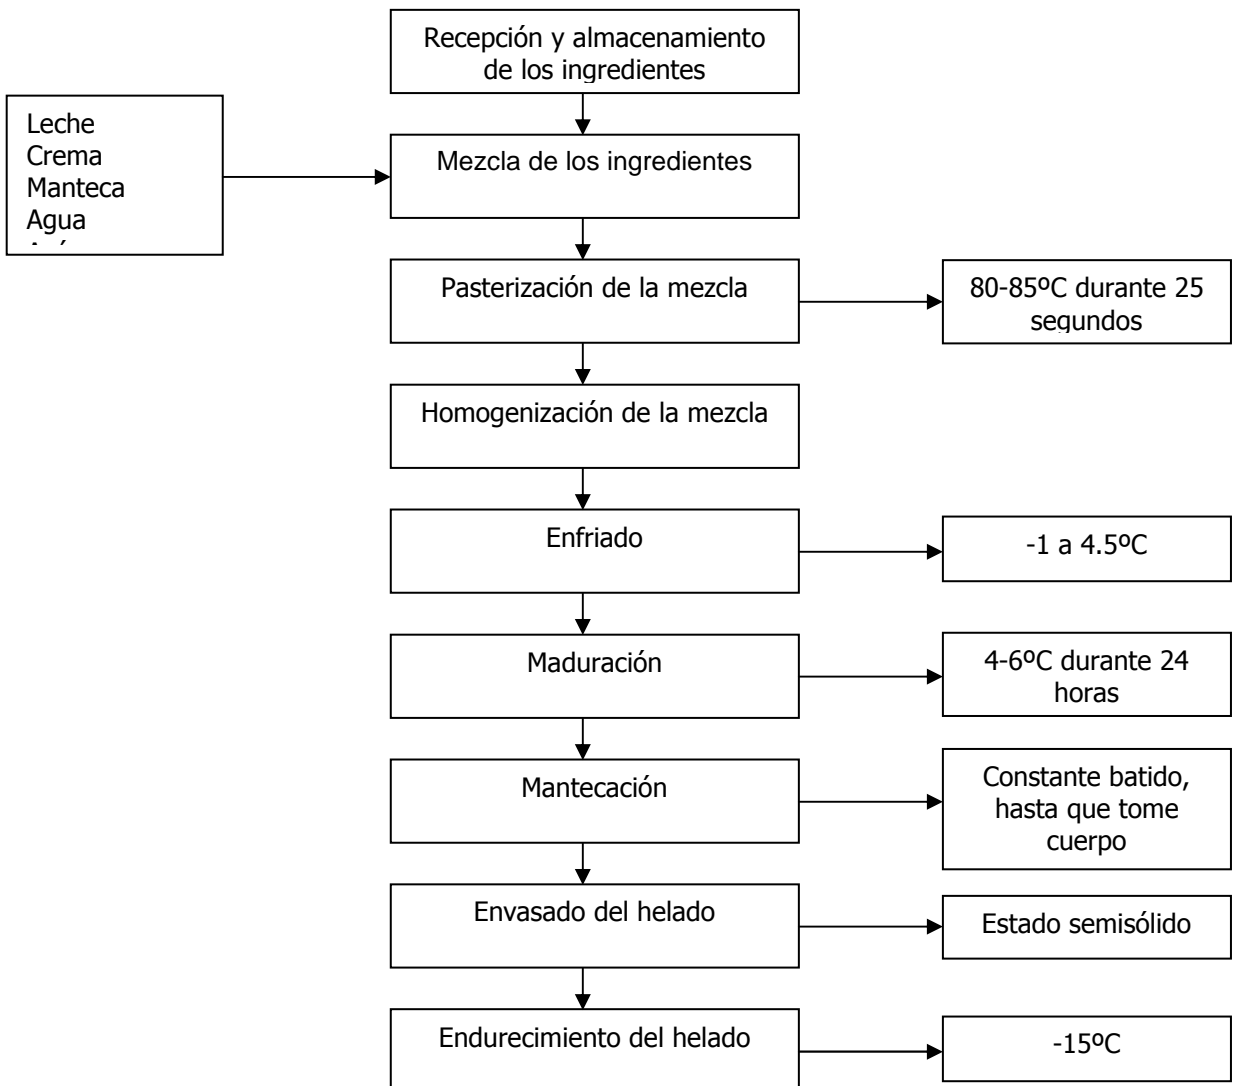 Recepción y almacenamiento
de los ingredientes
Leche
Crema
Manteca
Agua
Mezcla de los ingredientes
Pasterización de la mezcla
80-85ºC durante 25
segundos
Homogenización de la mezcla
Enfriado
-1 a 4.5ºC
Maduración
4-6ºC durante 24
horas
Mantecación
Constante batido,
hasta que tome
cuerpo
Envasado del helado
Estado semisólido
Endurecimiento del helado
-15ºC